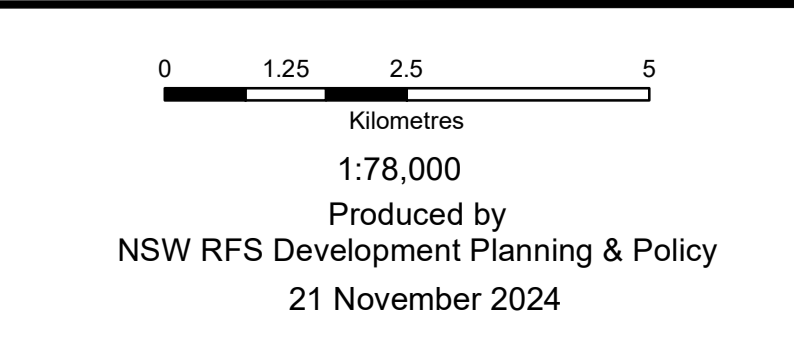 0 1.25 2.5 5
Kilometres
1:78,000
Produced by
NSW RFS Development Planning & Policy
21 November 2024